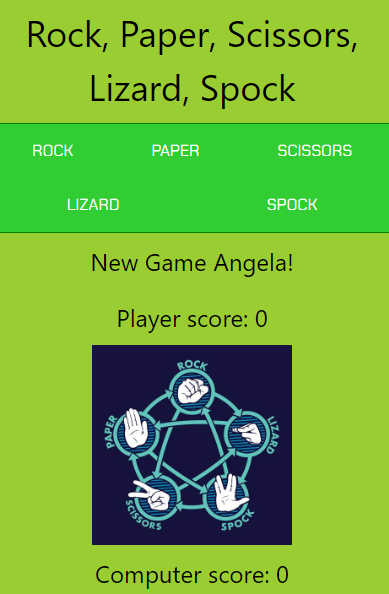 Rock, Paper, Scissors,
Lizard, Spock
ROCK PAPER SCISSORS
LIZARD SPOCK
New Game Angela!
Player score: 0
ROCK
PAPER
LIZARD
SCISSORS
SPOCK
Computer score: 0